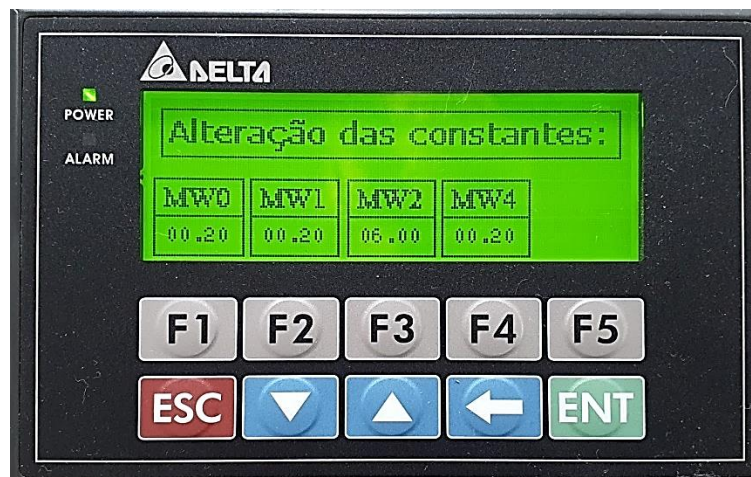 DELTA
POWER
ALARM
Alteração das constantes:
MW0 MW1 MW2 MW4
00.20 00.20 06.00 00.20
F1 F2 F3 F4 F5
ESC ENT